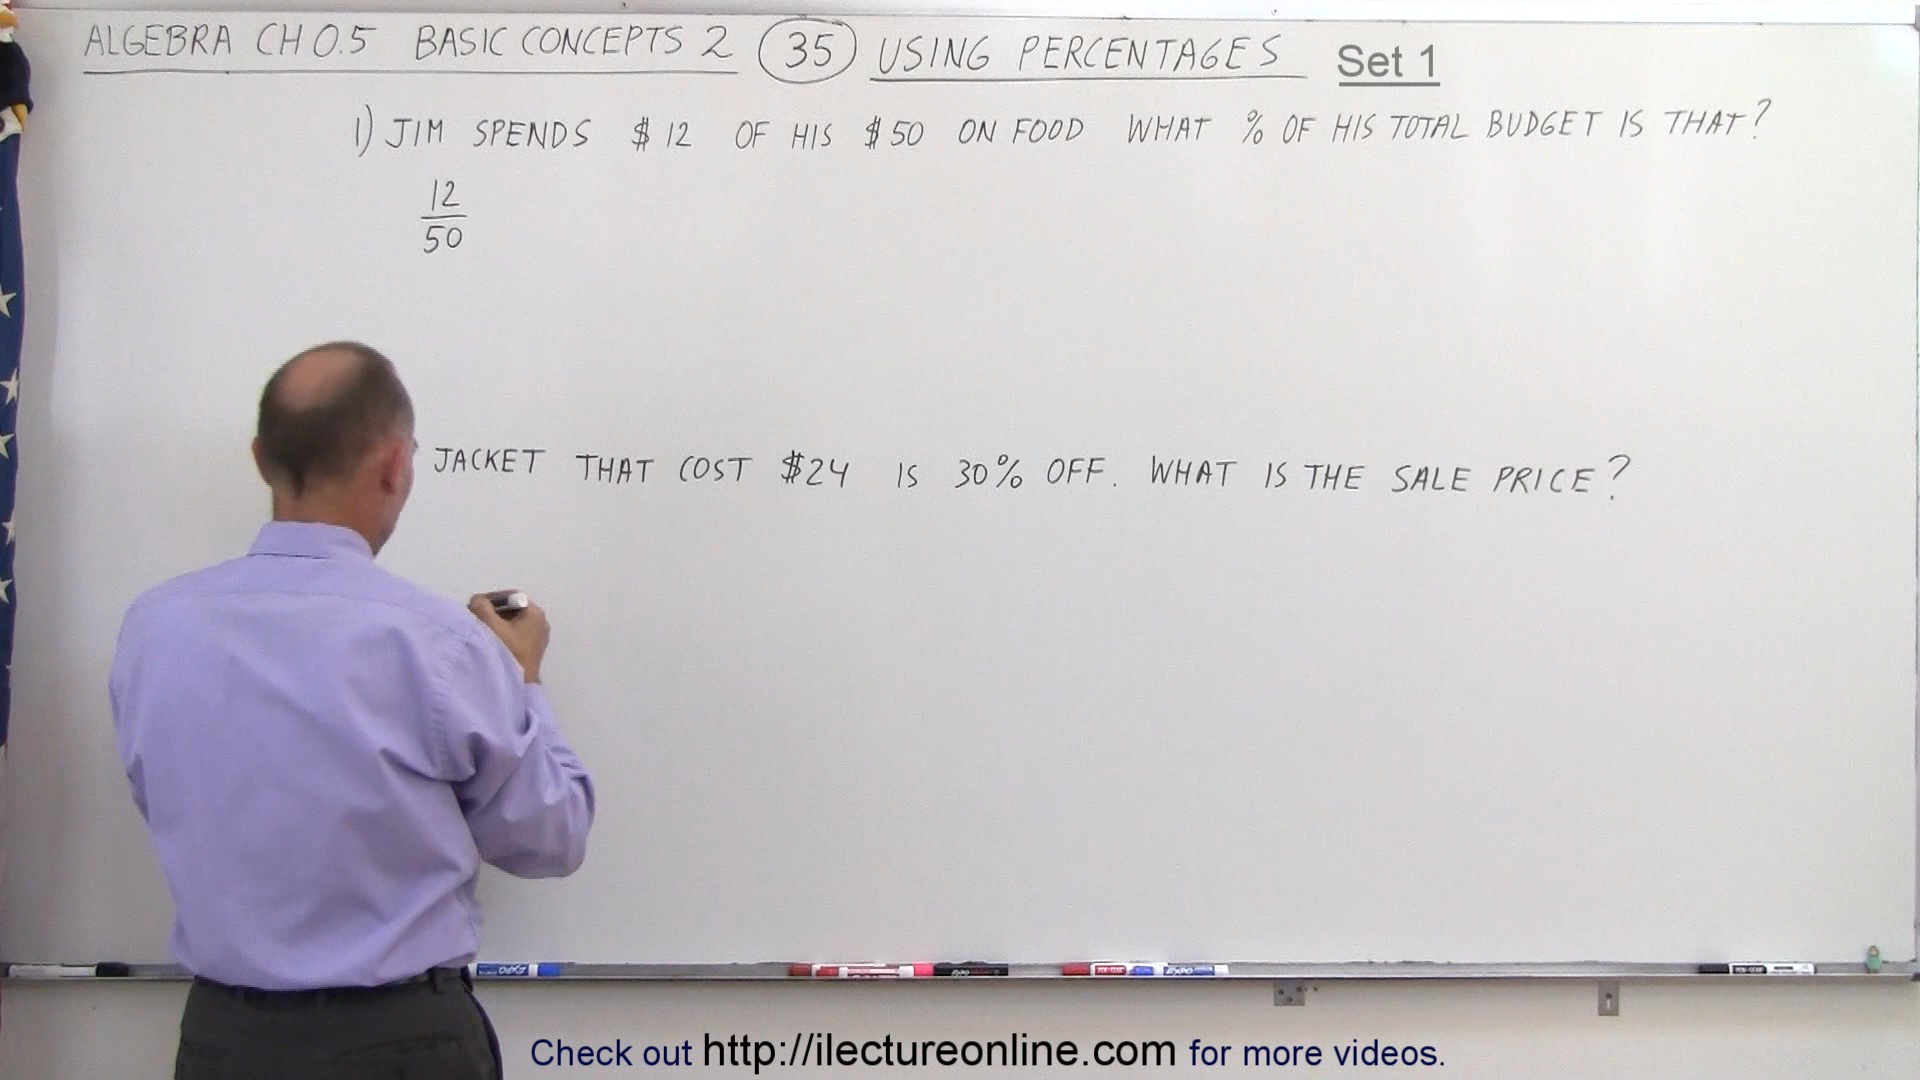 ALGEBRA CH 0.5 BASIC CONCEPTS 2 35 USING PERCENTAGES Set 1
1) JIM SPENDS $12 OF HIS $50 ON FOOD WHAT % OF HIS TOTAL BUDGET IS THAT?
12
50
JACKET THAT COST $24 IS 30% OFF. WHAT IS THE SALE PRICE?
EXPO EXPO
Check out http://ilectureonline.com for more videos.